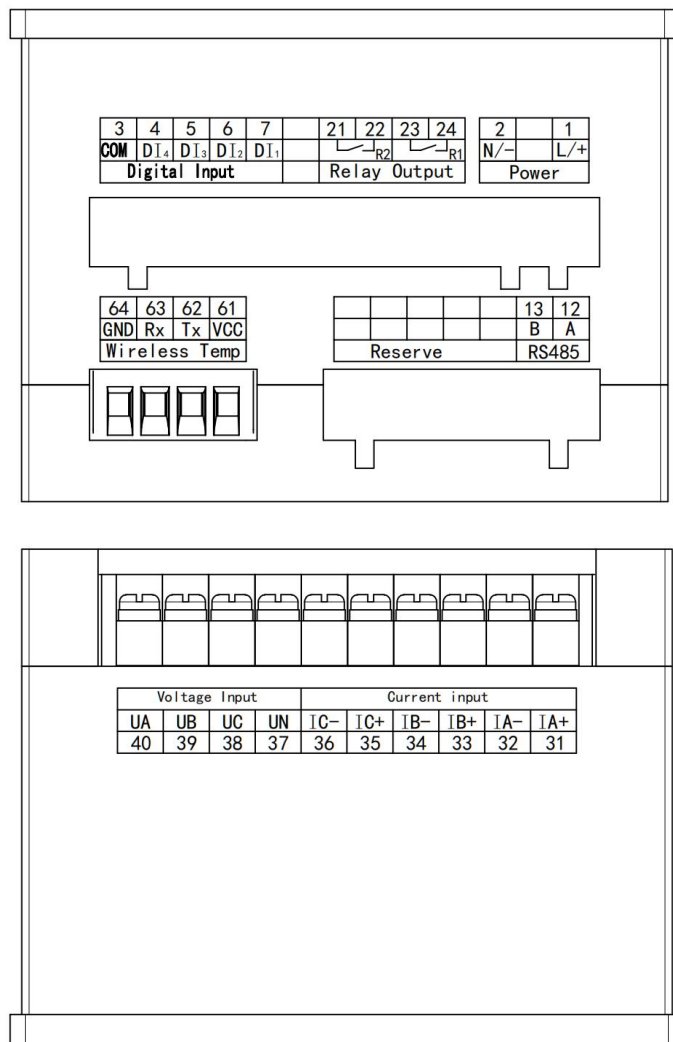 3 4 5 6 7 21 22 23 24 2 1
COM DI₄ DI₃ DI₂ DI₁ R2 R1 N/- L/+
Digital Input Relay Output Power
64 63 62 61 13 12
GND Rx Tx VCC B A
Wireless Temp Reserve RS485
Voltage Input Current input
UA UB UC UN IC- IC+ IB- IB+ IA- IA+
40 39 38 37 36 35 34 33 32 31